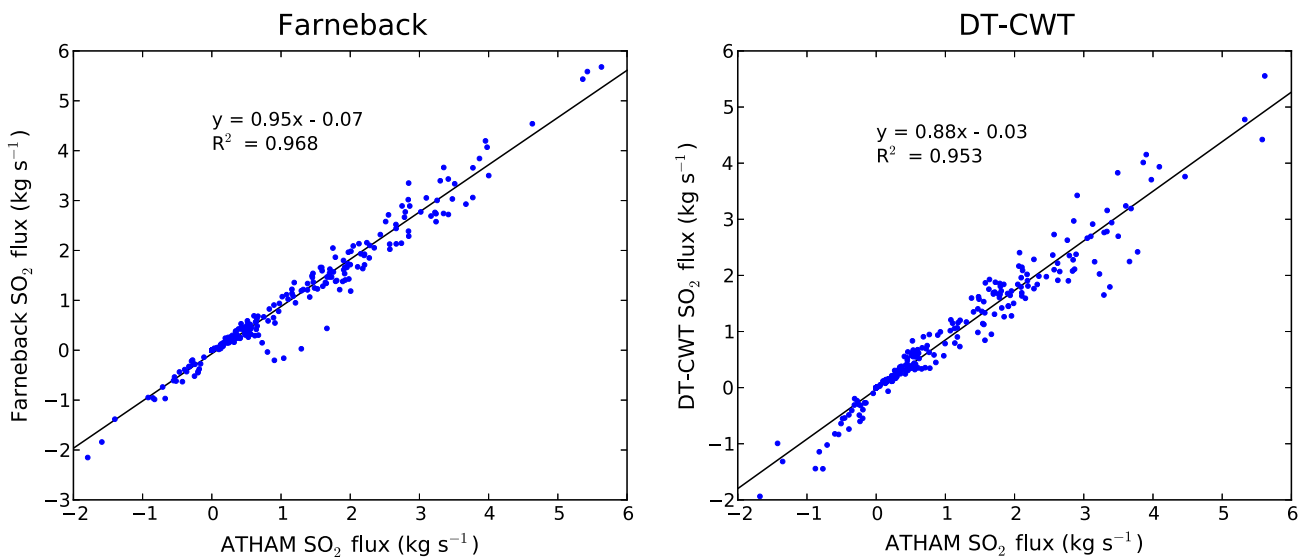 Farneback
6
5
4
3
2
1
0
−1
−2
−3
Farneback SO₂ flux (kg s⁻¹)
y = 0.95x - 0.07
R² = 0.968
−2 −1 0 1 2 3 4 5 6
ATHAM SO₂ flux (kg s⁻¹)
DT-CWT
6
5
4
3
2
1
0
−1
−2
DT-CWT SO₂ flux (kg s⁻¹)
y = 0.88x - 0.03
R² = 0.953
−2 −1 0 1 2 3 4 5 6
ATHAM SO₂ flux (kg s⁻¹)